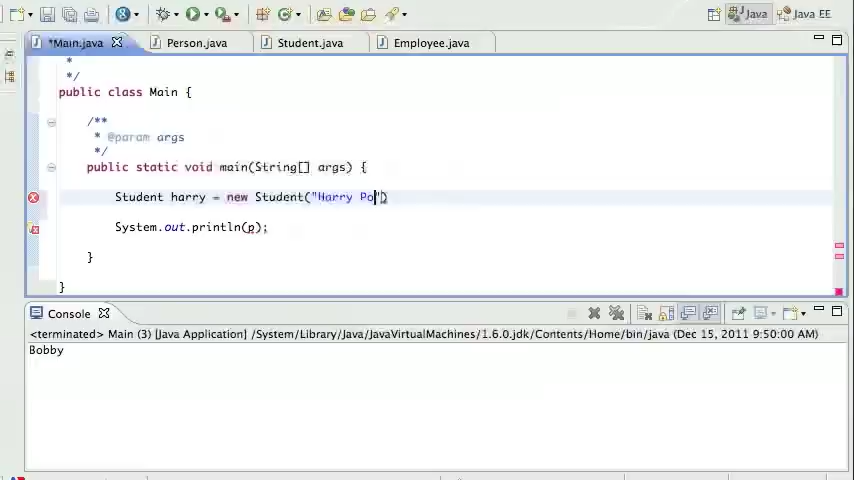 Java
Java EE
*Main.java
Person.java
Student.java
Employee.java
*
*/
public class Main {
/**
* @param args
*/
public static void main(String[] args) {
Student harry = new Student("Harry Po")
System.out.println(p);
}
}
Console
<terminated> Main (3) [Java Application] /System/Library/Java/JavaVirtualMachines/1.6.0.jdk/Contents/Home/bin/java (Dec 15, 2011 9:50:00 AM)
Bobby